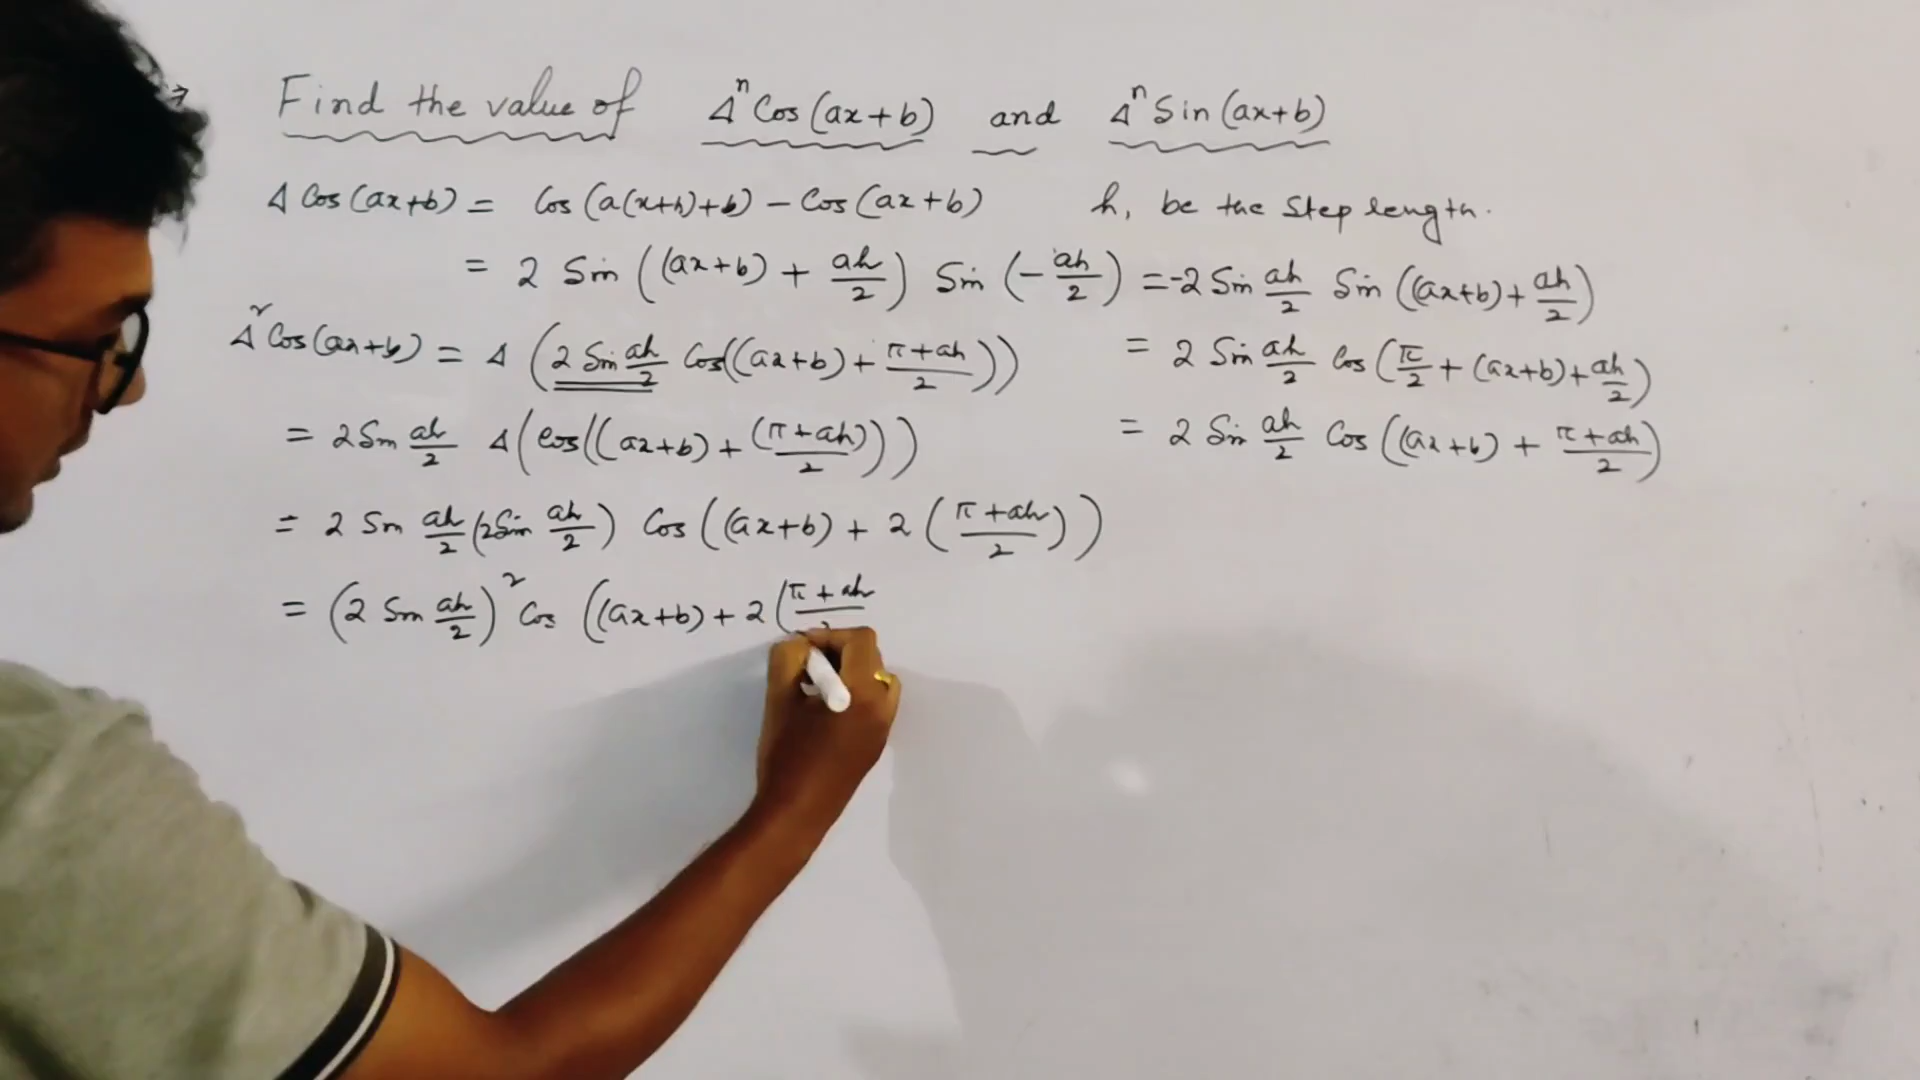 Find the value of Δⁿ Cos(ax+b) and Δⁿ Sin(ax+b)
Δ Cos(ax+b) = Cos(a(x+h)+b) − Cos(ax+b) h, be the Step length.
= 2 Sin((ax+b) + ah/2) Sin(−ah/2) = -2 Sin ah/2 Sin((ax+b)+ ah/2)
Δ² Cos(ax+b) = Δ(2 Sin ah/2 Cos((ax+b)+ π+ah/2))
= 2 Sin ah/2 Cos(π/2 + (ax+b)+ ah/2)
= 2 Sin ah/2 Δ(Cos((ax+b) + (π+ah)/2))
= 2 Sin ah/2 Cos((ax+b) + π+ah/2)
= 2 Sin ah/2 (2 Sin ah/2) Cos((ax+b) + 2(π+ah/2))
= (2 Sin ah/2)² Cos((ax+b) + 2(π+ah